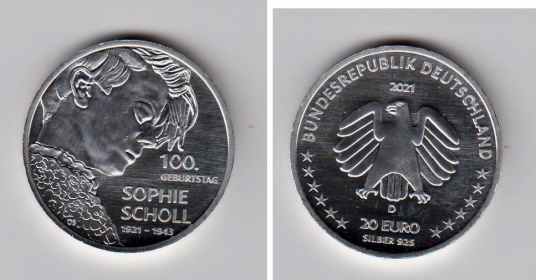 100.
GEBURTSTAG
SOPHIE
SCHOLL
1921 - 1943
BUNDESREPUBLIK DEUTSCHLAND
2021
D
20 EURO
SILBER 925